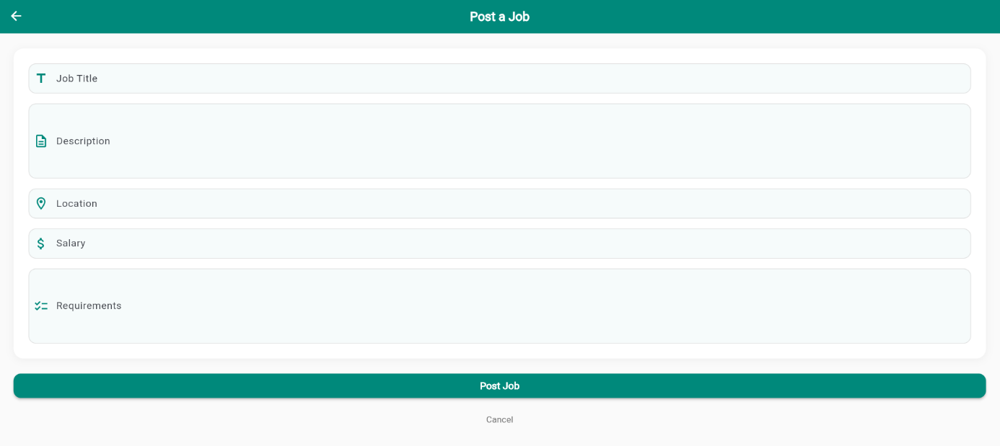 Post a Job
Job Title
Description
Location
Salary
Requirements
Post Job
Cancel